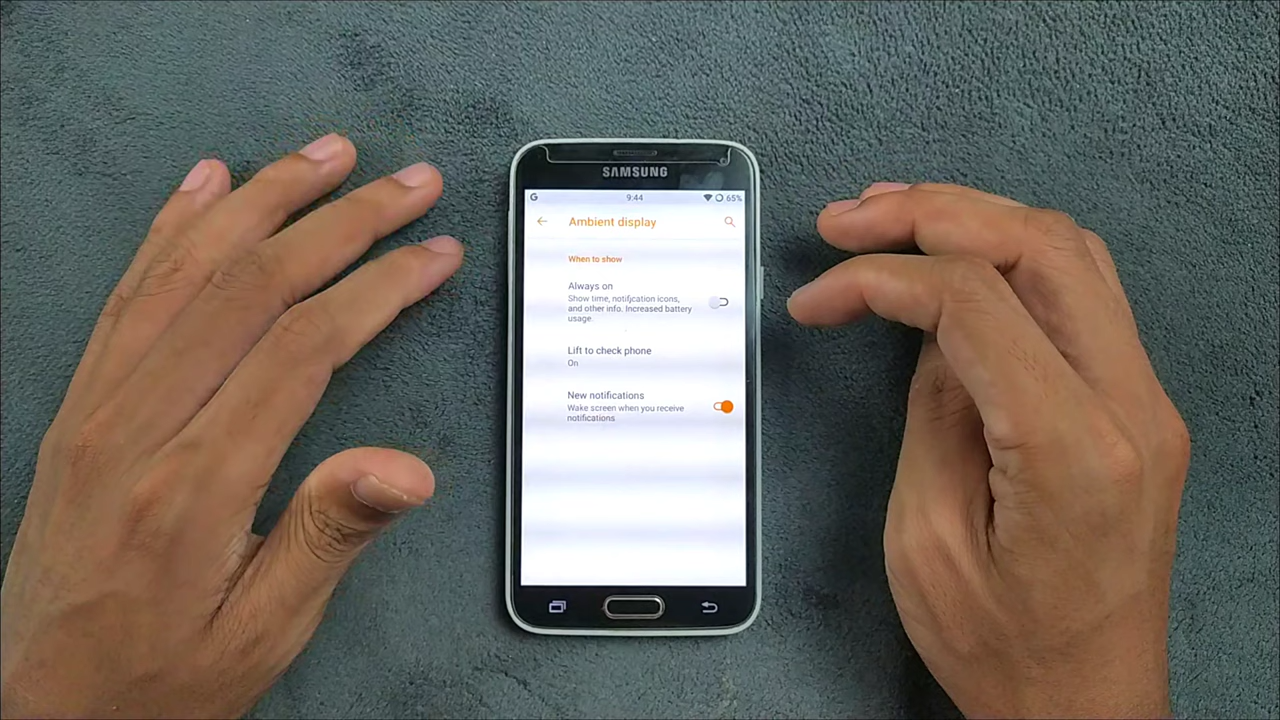 SAMSUNG
G 9:44 65%
Ambient display
When to show
Always on
Show time, notification icons,
and other info. Increased battery
usage.
Lift to check phone
On
New notifications
Wake screen when you receive
notifications